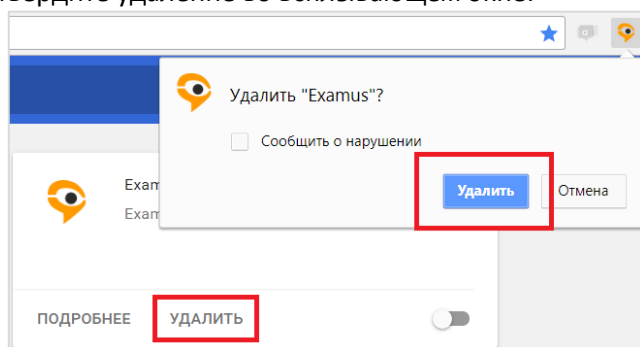 Удалить "Examus"?
Сообщить о нарушении
Удалить
Отмена
Exam
Exam
ПОДРОБНЕЕ
УДАЛИТЬ